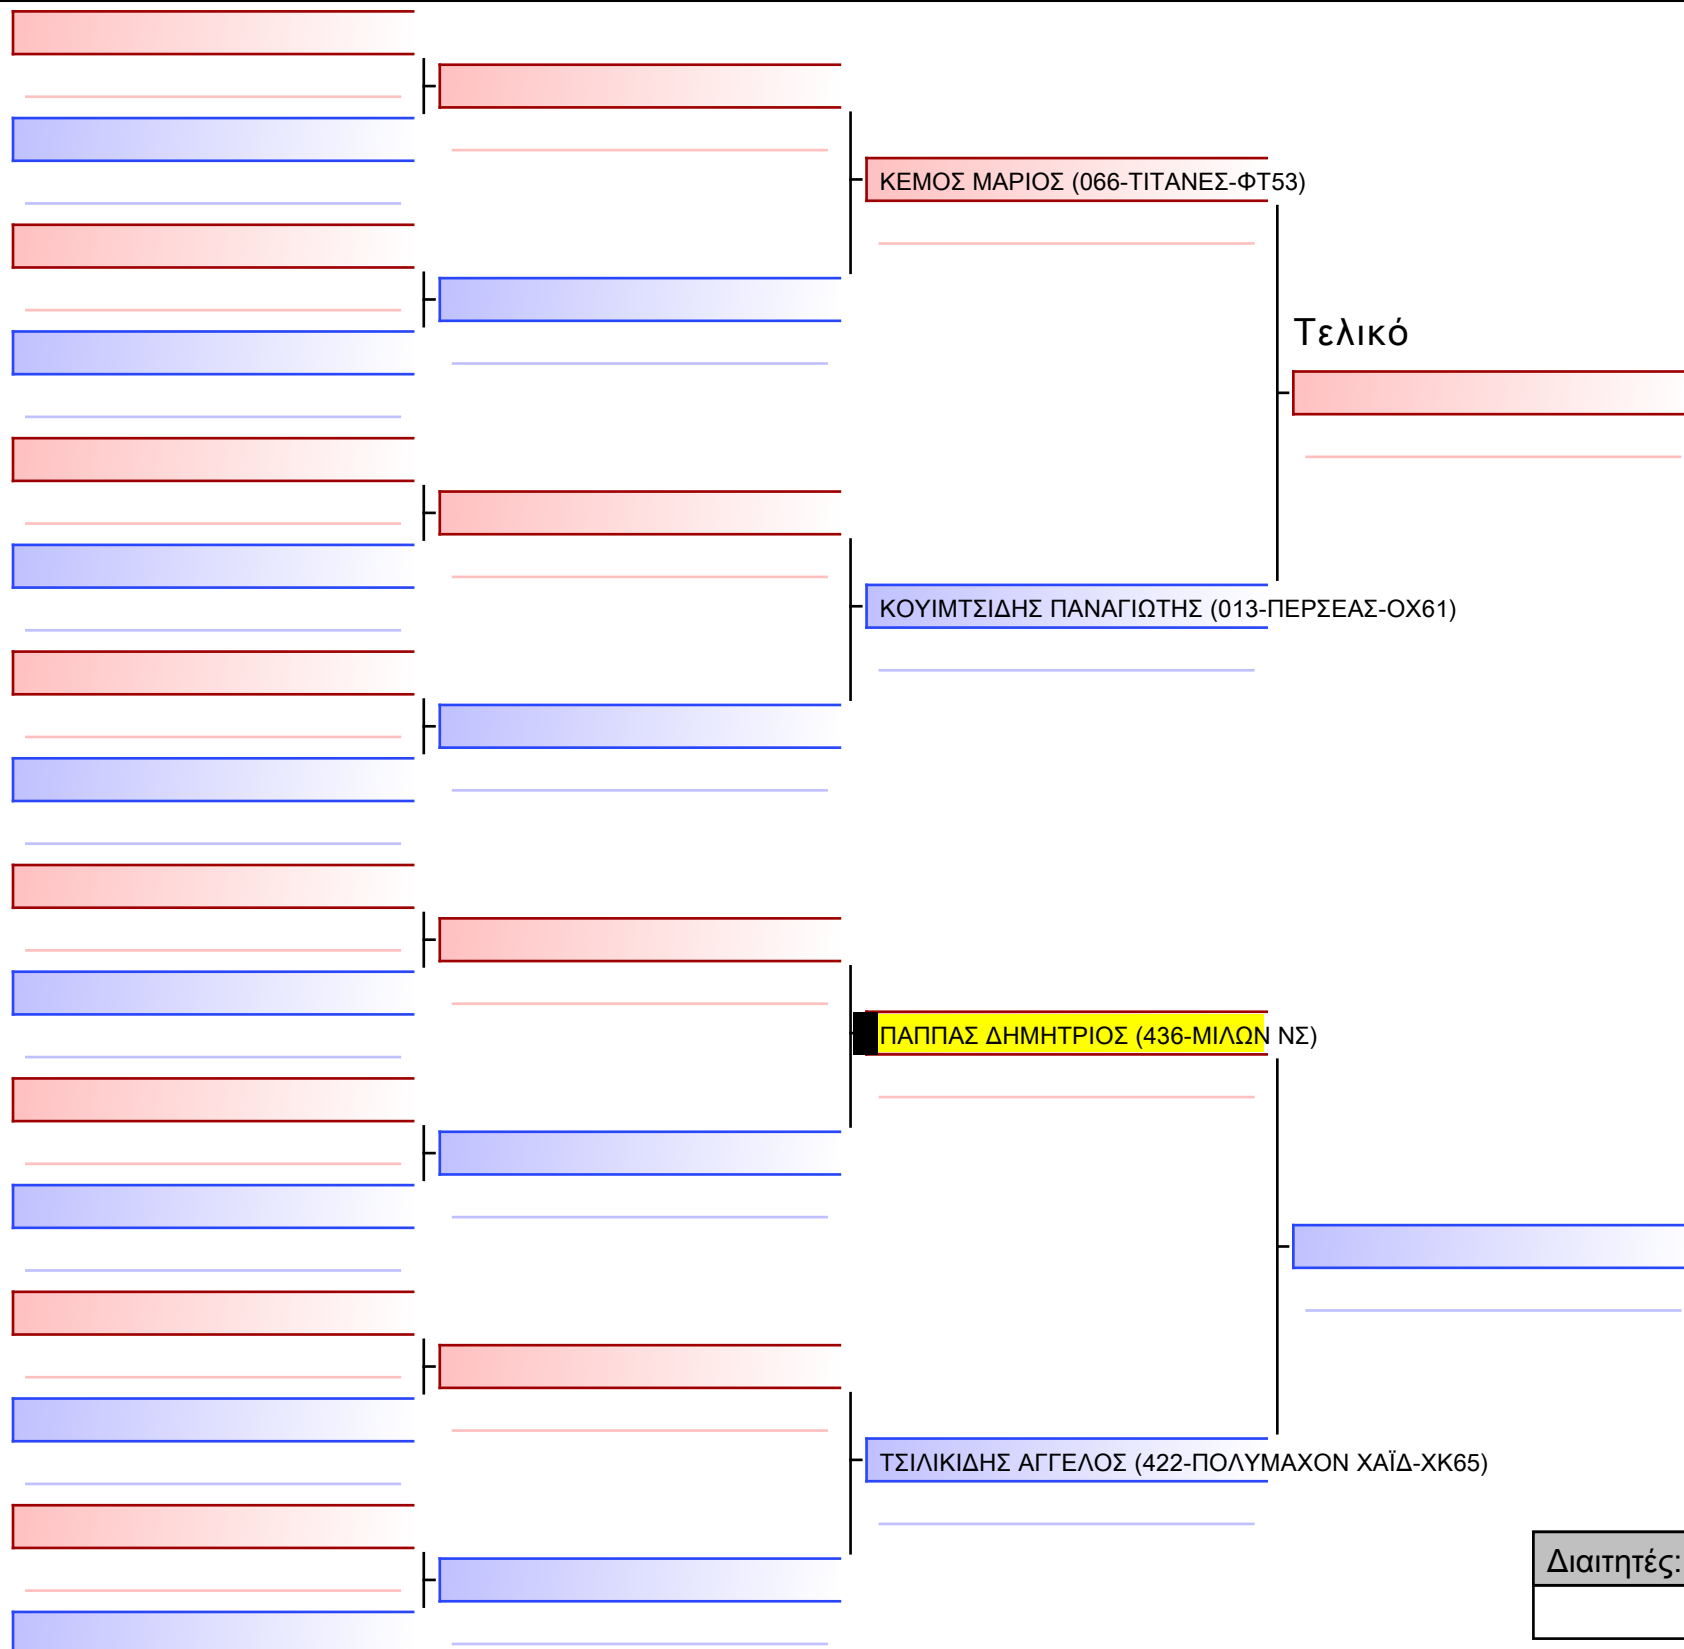 ΚΕΜΟΣ ΜΑΡΙΟΣ (066-ΤΙΤΑΝΕΣ-ΦΤ53)
Τελικό
ΚΟΥΙΜΤΣΙΔΗΣ ΠΑΝΑΓΙΩΤΗΣ (013-ΠΕΡΣΕΑΣ-ΟΧ61)
ΠΑΠΠΑΣ ΔΗΜΗΤΡΙΟΣ (436-ΜΙΛΩΝ ΝΣ)
ΤΣΙΛΙΚΙΔΗΣ ΑΓΓΕΛΟΣ (422-ΠΟΛΥΜΑΧΟΝ ΧΑΪΔ-ΧΚ65)
Διαιτητές: